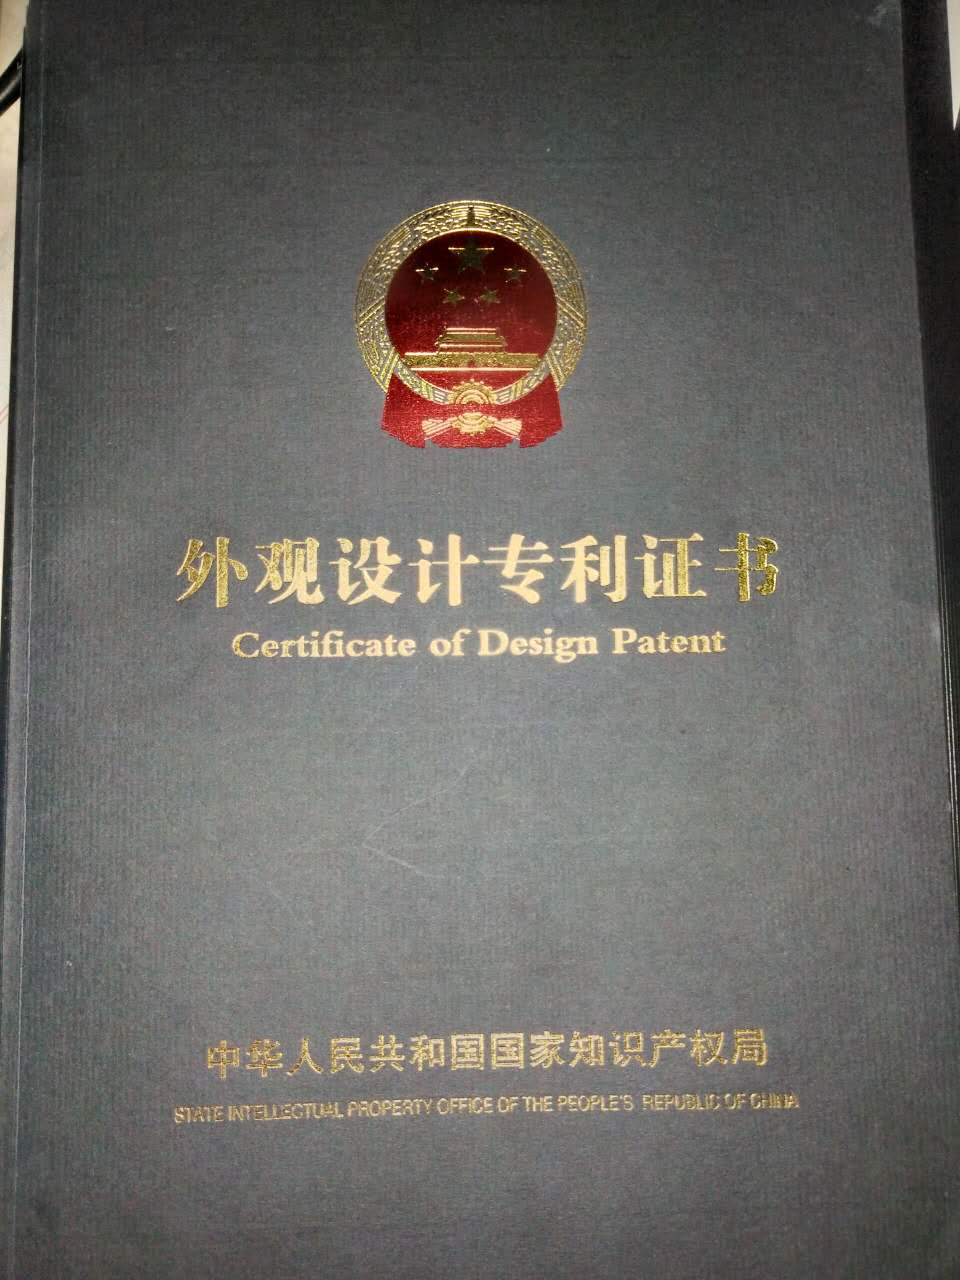 外观设计专利证书
Certificate of Design Patent
中华人民共和国国家知识产权局
STATE INTELLECTUAL PROPERTY OFFICE OF THE PEOPLE'S REPUBLIC OF CHINA